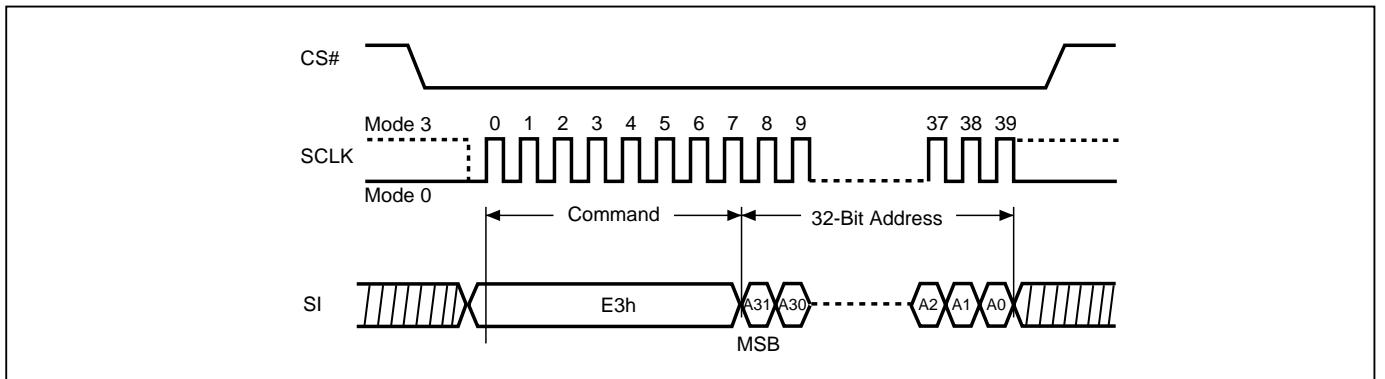 CS#
Mode 3
0 1 2 3 4 5 6 7 8 9 37 38 39
SCLK
Mode 0
Command 32-Bit Address
SI E3h A31 A30 A2 A1 A0
MSB